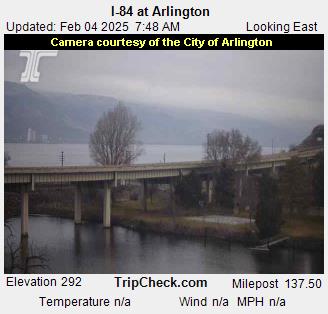 I-84 at Arlington
Updated: Feb 04 2025 7:48 AM Looking East
Camera courtesy of the City of Arlington
Elevation 292 TripCheck.com Milepost 137.50
Temperature n/a Wind n/a MPH n/a